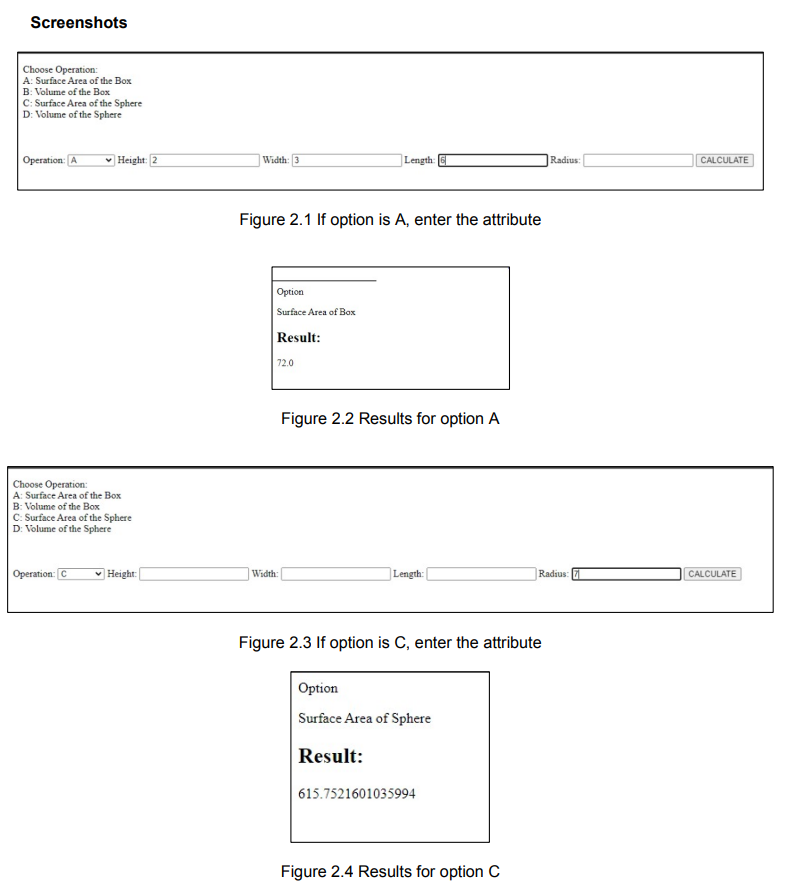 Screenshots
Choose Operation:
A: Surface Area of the Box
B: Volume of the Box
C: Surface Area of the Sphere
D: Volume of the Sphere
Operation: A Height: 2 Width: 3 Length: 6 Radius: CALCULATE
Figure 2.1 If option is A, enter the attribute
Option
Surface Area of Box
Result:
72.0
Figure 2.2 Results for option A
Choose Operation:
A: Surface Area of the Box
B: Volume of the Box
C: Surface Area of the Sphere
D: Volume of the Sphere
Operation: C Height: Width: Length: Radius: 7 CALCULATE
Figure 2.3 If option is C, enter the attribute
Option
Surface Area of Sphere
Result:
615.7521601035994
Figure 2.4 Results for option C